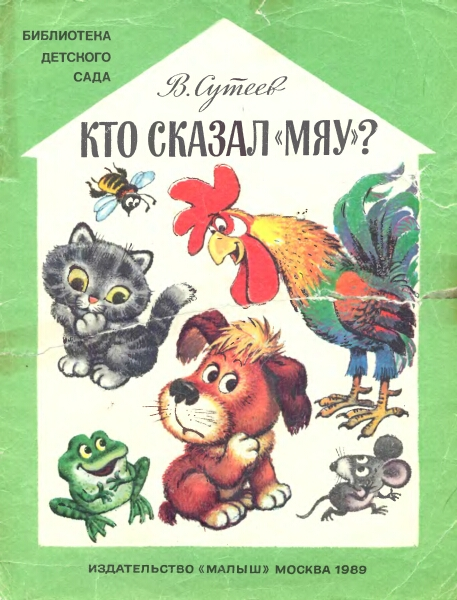 БИБЛИОТЕКА
ДЕТСКОГО
САДА
В. Сутеев
КТО СКАЗАЛ «МЯУ»?
ИЗДАТЕЛЬСТВО «МАЛЫШ» МОСКВА 1989